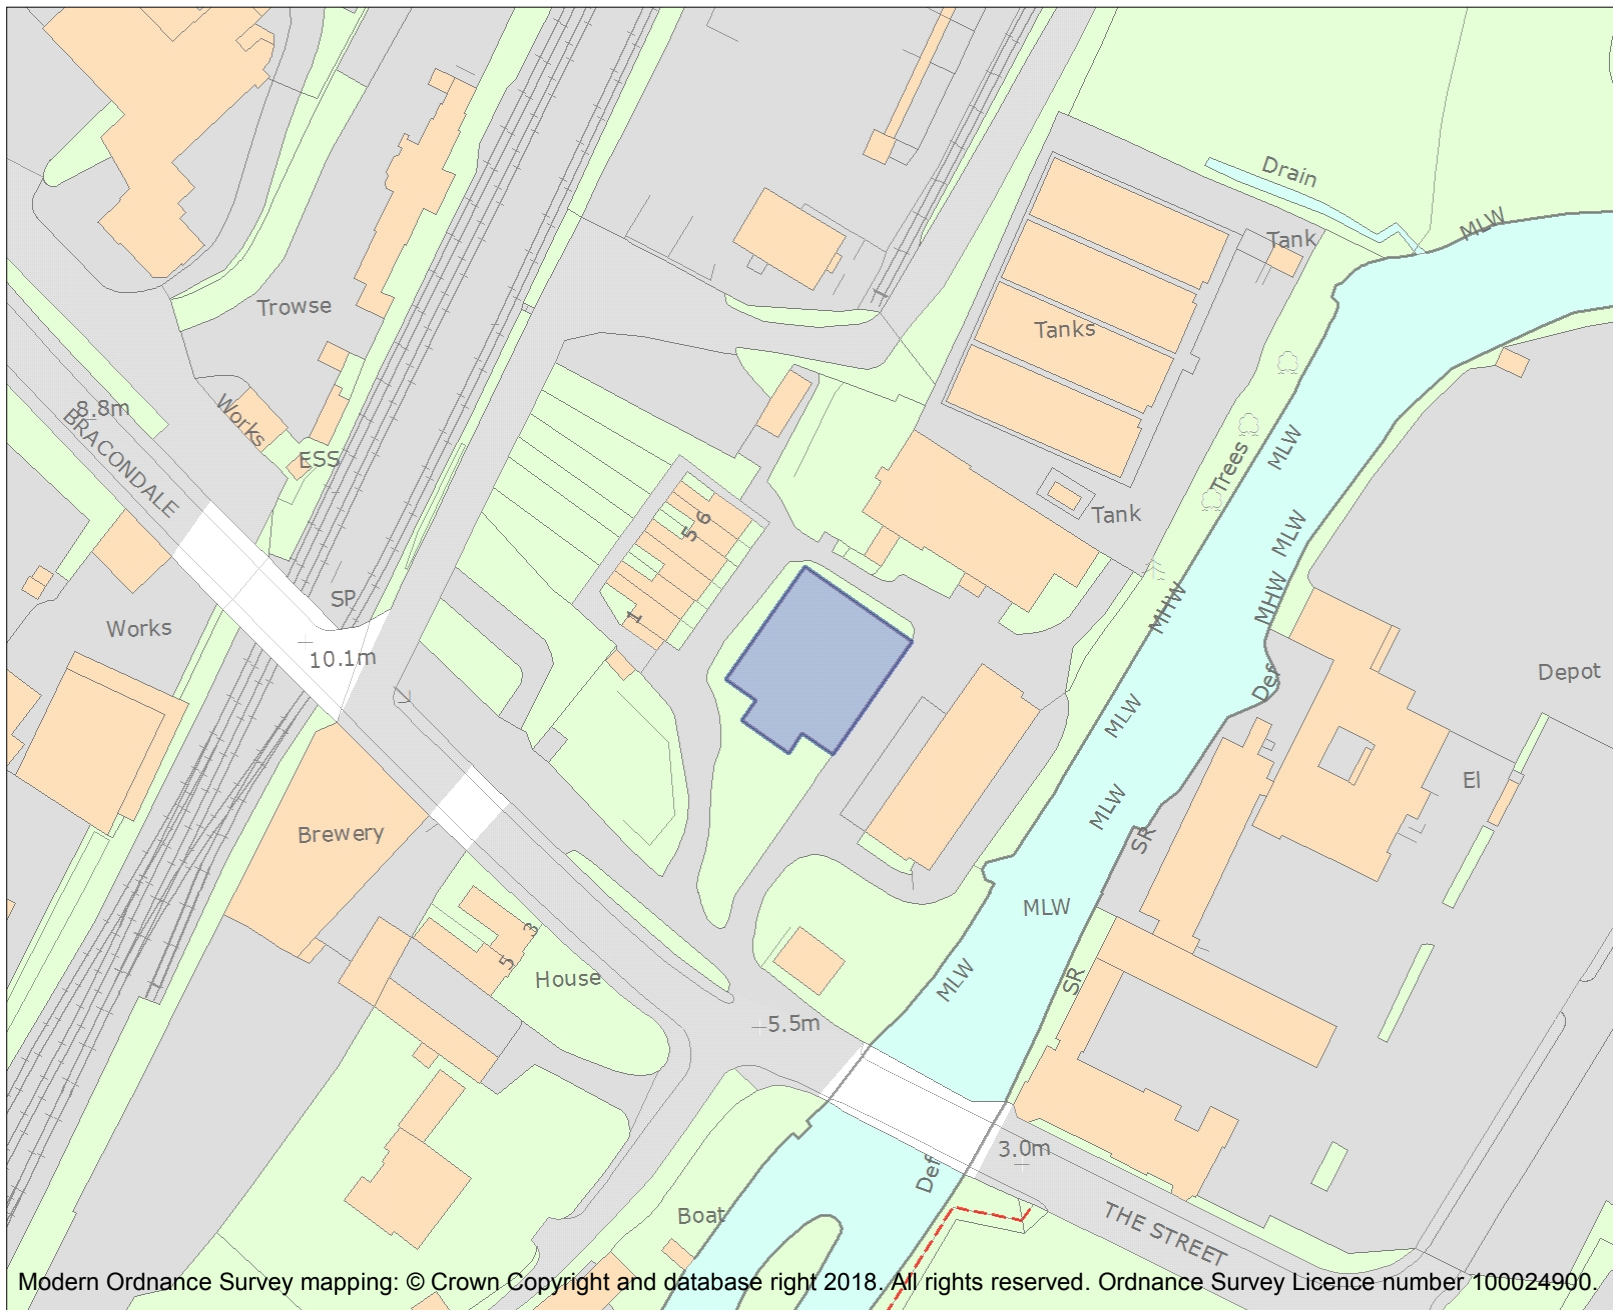 Drain
MLW
Tank
Trowse
Tanks
8.8m
BRACONDALE
Works
ESS
Trees
MLW
5 6
Tank
MLW
SP
MHW
MHW
1
Works
10.1m
Def
Depot
MLW
El
MLW
Brewery
SR
MLW
3
5
House
MLW
SR
5.5m
3.0m
Def
Boat
THE STREET
Modern Ordnance Survey mapping: © Crown Copyright and database right 2018. All rights reserved. Ordnance Survey Licence number 100024900.